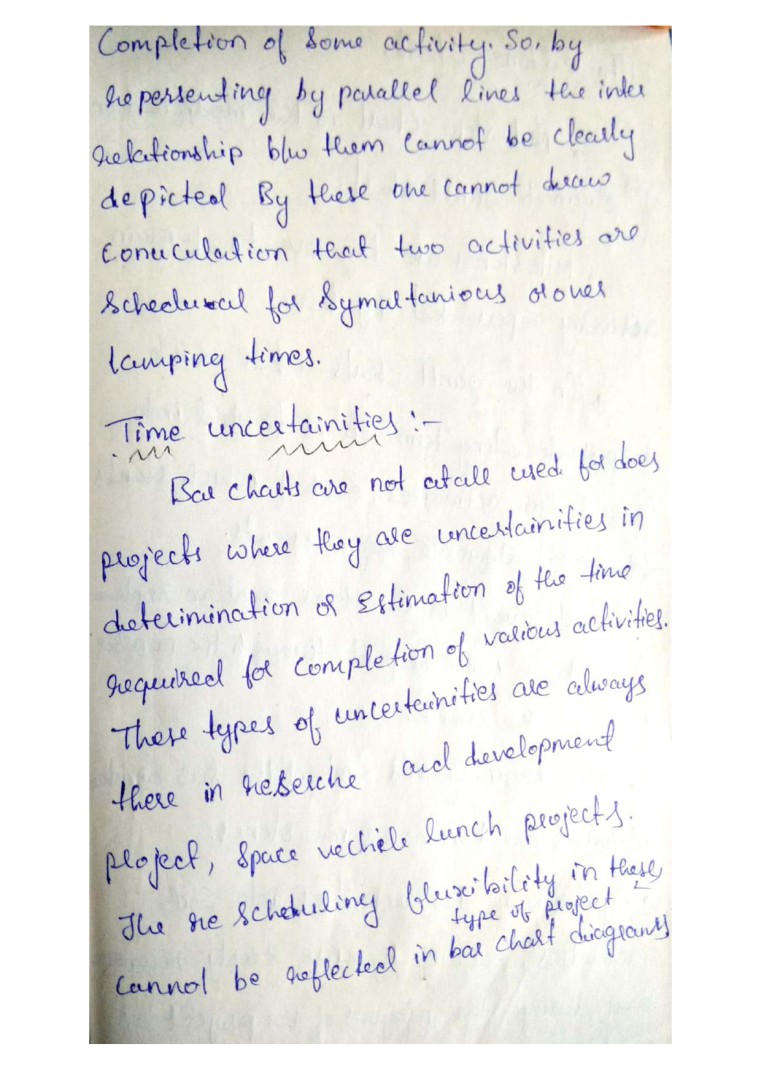 Completion of some activity. So, by
repersenting by parallel lines the inter
relationship b/w them cannot be clearly
depicted By these one cannot draw
conuculation that two activities are
schedural for symaltanious or over
lamping times.
Time uncertainities :-
Bar charts are not atall used for does
projects where they are uncertainities in
determination or Estimation of the time
required for completion of various activities.
These types of uncertainities are always
there in reserche and development
project, space vechile lunch projects.
The re scheduling fluxibility in these
type of project
cannot be reflected in bar chart diagrams